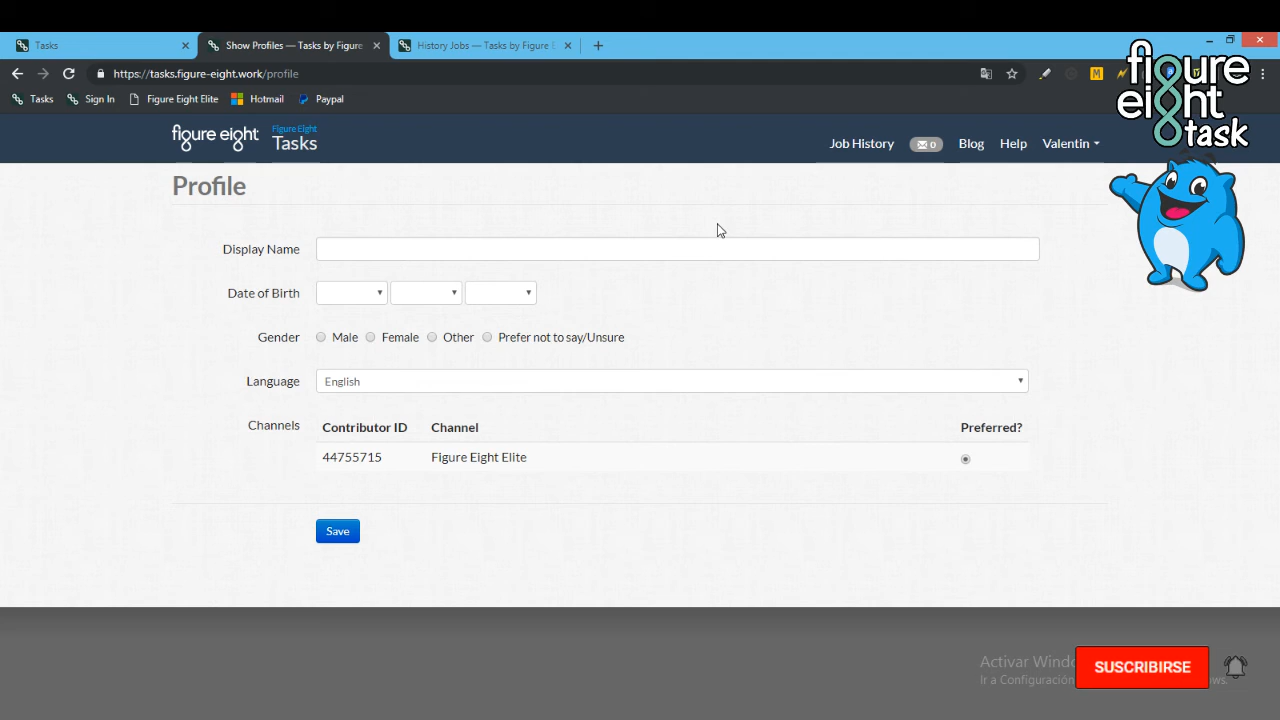 Tasks
Show Profiles — Tasks by Figure
History Jobs — Tasks by Figure E
https://tasks.figure-eight.work/profile
Tasks Sign In Figure Eight Elite Hotmail Paypal
figure eight
task
figure eight
Figure Eight
Tasks
Job History 0 Blog Help Valentin
Profile
Display Name
Date of Birth
Gender Male Female Other Prefer not to say/Unsure
Language English
Channels Contributor ID Channel Preferred?
44755715 Figure Eight Elite
Save
Activar Windo
Ir a Configuración
ws.
SUSCRIBIRSE